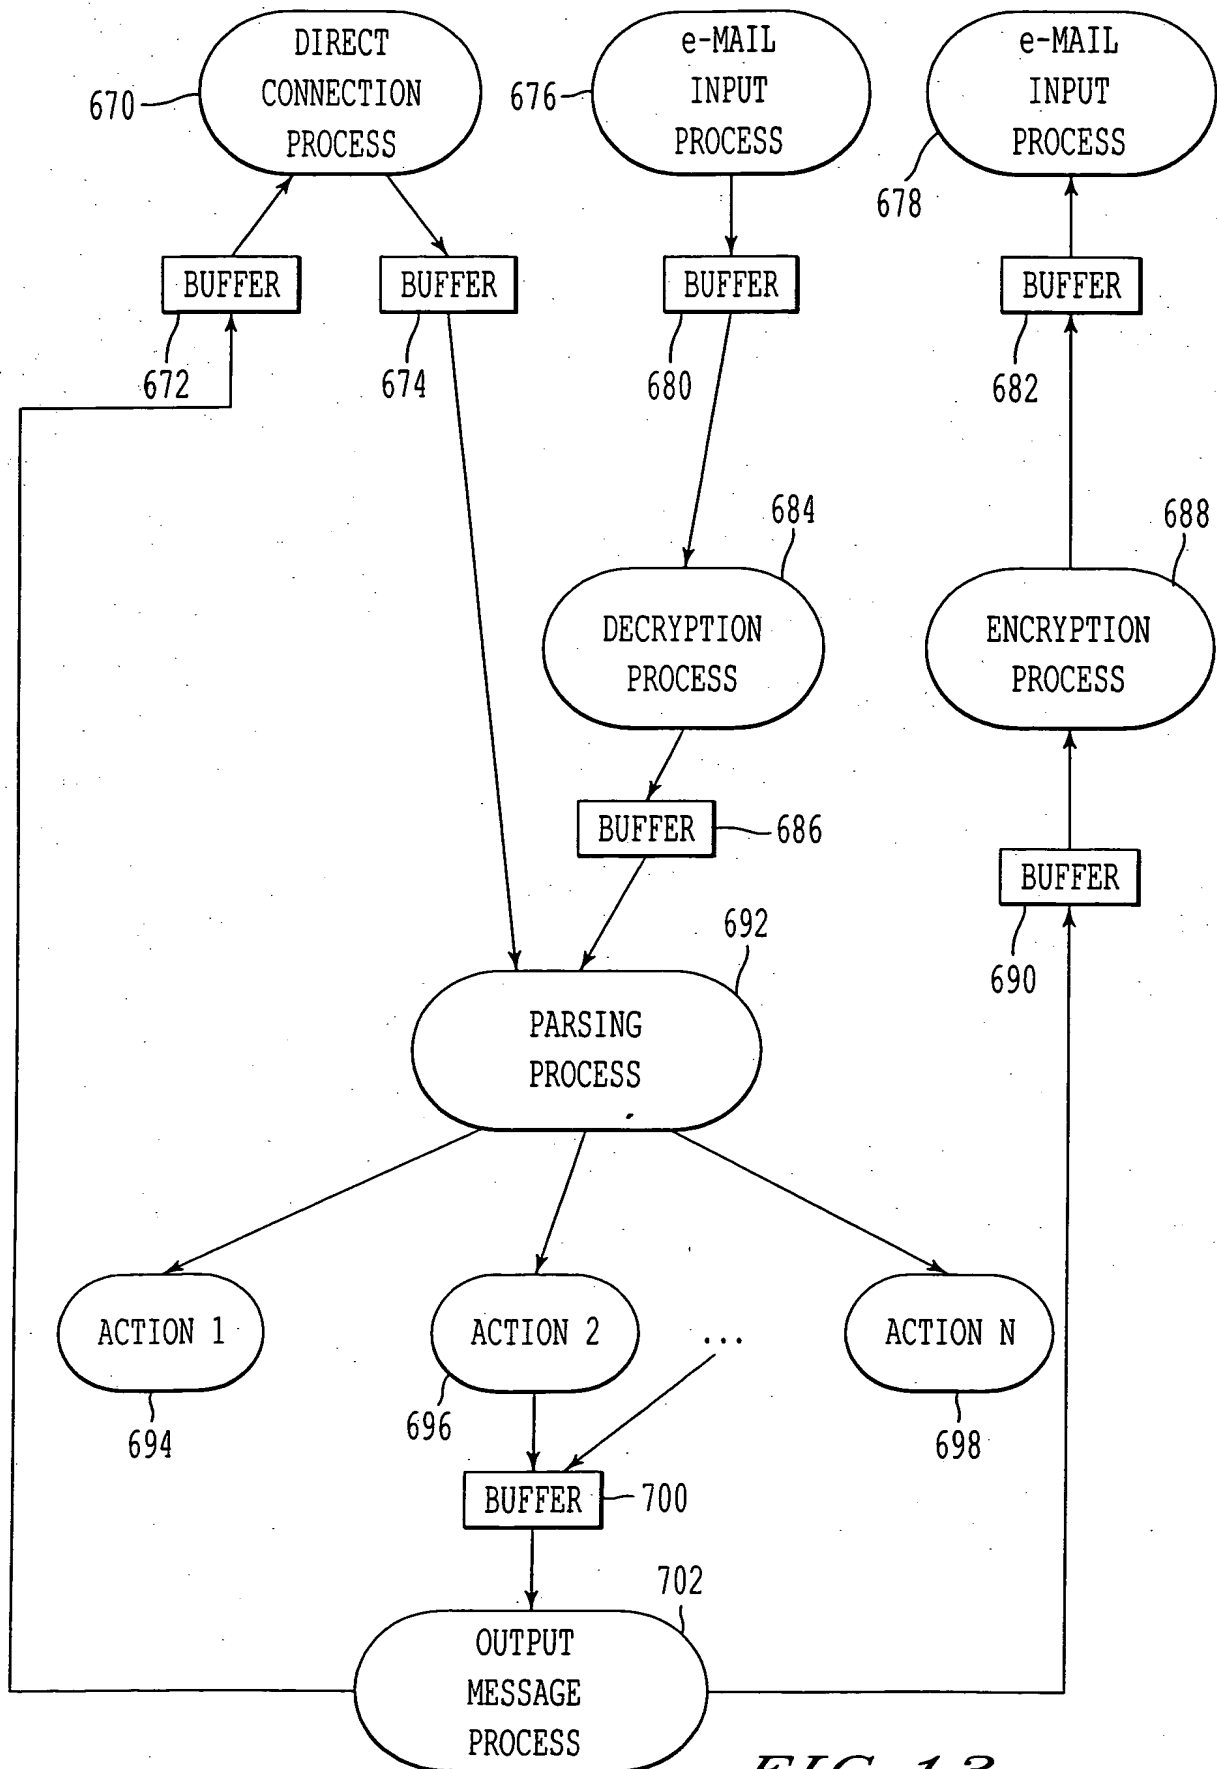 DIRECT
CONNECTION
PROCESS
670
e-MAIL
INPUT
PROCESS
676
e-MAIL
INPUT
PROCESS
678
BUFFER
672
BUFFER
674
BUFFER
680
BUFFER
682
684
DECRYPTION
PROCESS
688
ENCRYPTION
PROCESS
BUFFER
686
BUFFER
690
692
PARSING
PROCESS
ACTION 1
694
ACTION 2
696
...
ACTION N
698
BUFFER
700
702
OUTPUT
MESSAGE
PROCESS
FIG. 13